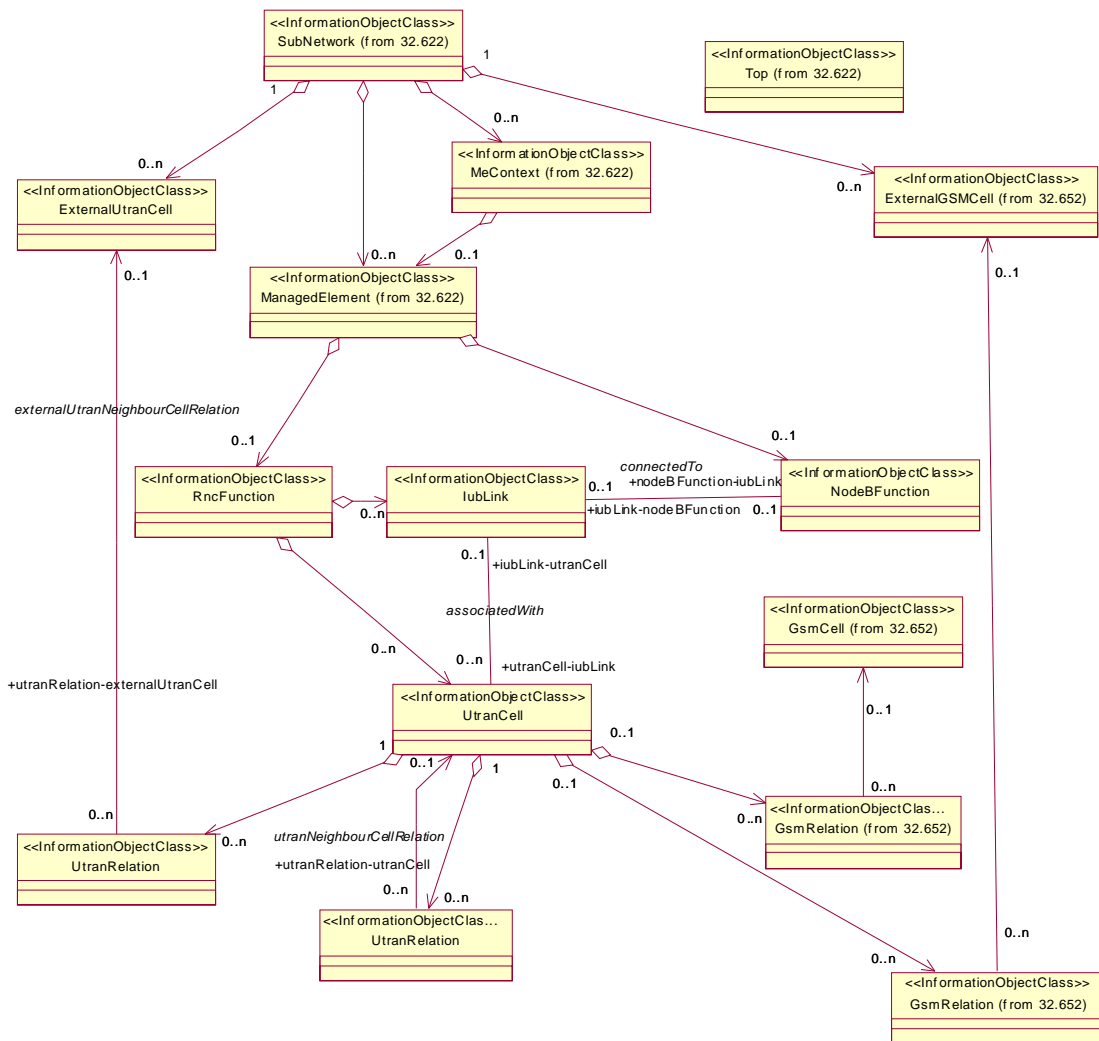 <<InformationObjectClass>>
SubNetwork (from 32.622)
1
1
<<InformationObjectClass>>
Top (from 32.622)
0..n
0..n
0..n
<<InformationObjectClass>>
MeContext (from 32.622)
<<InformationObjectClass>>
ExternalUtranCell
<<InformationObjectClass>>
ExternalGSMCell (from 32.652)
0..1
0..n
0..1
0..1
<<InformationObjectClass>>
ManagedElement (from 32.622)
externalUtranNeighbourCellRelation
0..1
0..1
<<InformationObjectClass>>
RncFunction
0..n
<<InformationObjectClass>>
IubLink
connectedTo
+nodeBFunction-iubLink
0..1
+iubLink-nodeBFunction
0..1
<<InformationObjectClass>>
NodeBFunction
0..1
+iubLink-utranCell
associatedWith
0..n
0..n
+utranCell-iubLink
<<InformationObjectClass>>
GsmCell (from 32.652)
+utranRelation-externalUtranCell
<<InformationObjectClass>>
UtranCell
0..1
1
0..1
1
0..1
0..1
0..n
0..n
<<InformationObjectClas...
GsmRelation (from 32.652)
0..n
0..n
<<InformationObjectClass>>
UtranRelation
utranNeighbourCellRelation
+utranRelation-utranCell
0..n
0..n
<<InformationObjectClas...
UtranRelation
0..n
0..n
<<InformationObjectClass>>
GsmRelation (from 32.652)